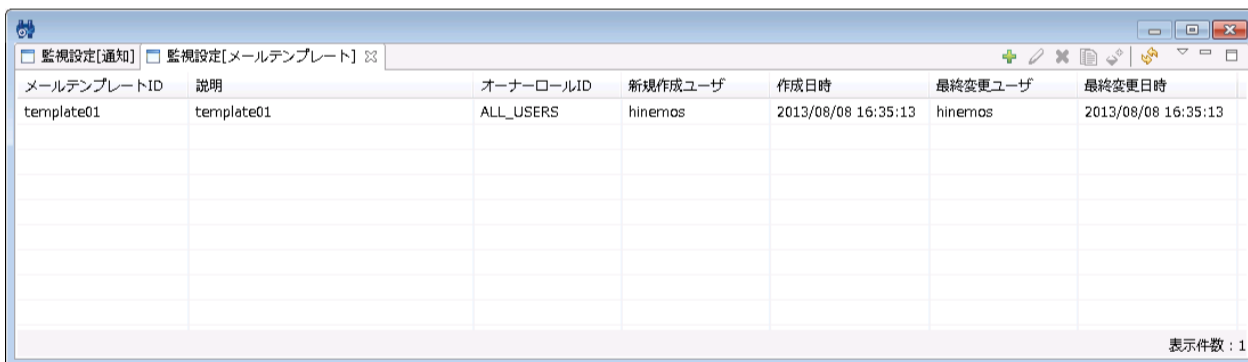 監視設定[通知] 監視設定[メールテンプレート]
メールテンプレートID 説明 オーナーロールID 新規作成ユーザ 作成日時 最終変更ユーザ 最終変更日時
template01 template01 ALL_USERS hinemos 2013/08/08 16:35:13 hinemos 2013/08/08 16:35:13
表示件数 : 1